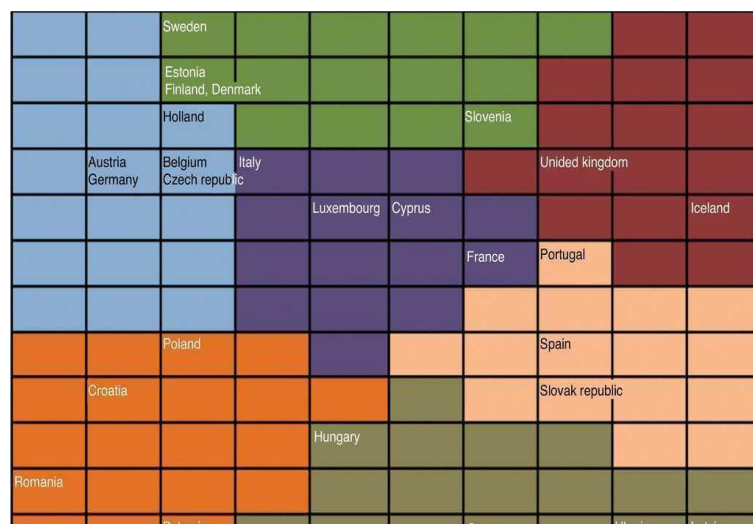 Sweden
Estonia
Finland, Denmark
Holland
Slovenia
Austria
Germany
Belgium
Czech republic
Italy
Unided kingdom
Luxembourg
Cyprus
Iceland
France
Portugal
Poland
Spain
Croatia
Slovak republic
Hungary
Romania